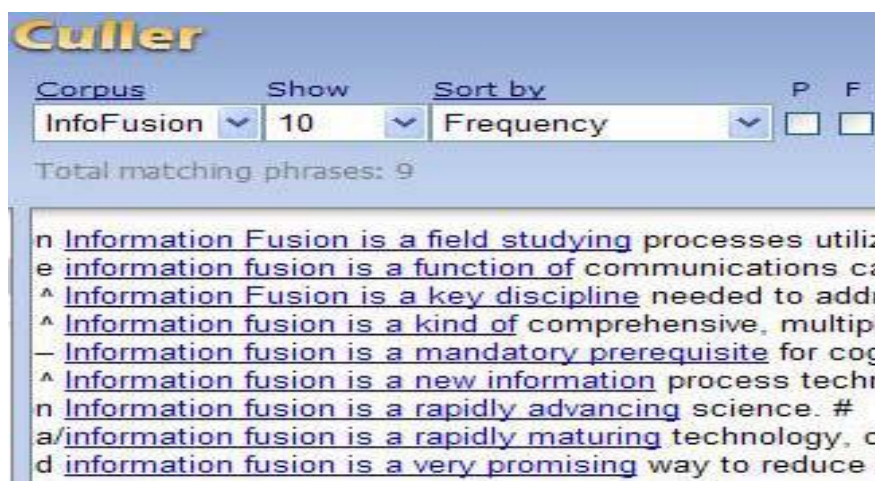 Culler
Corpus Show Sort by P F
InfoFusion 10 Frequency
Total matching phrases: 9
n Information Fusion is a field studying processes utiliz
e information fusion is a function of communications ca
^ Information Fusion is a key discipline needed to addr
^ Information fusion is a kind of comprehensive, multip
– Information fusion is a mandatory prerequisite for cog
^ Information fusion is a new information process techn
n Information fusion is a rapidly advancing science. #
a/information fusion is a rapidly maturing technology, c
d information fusion is a very promising way to reduce